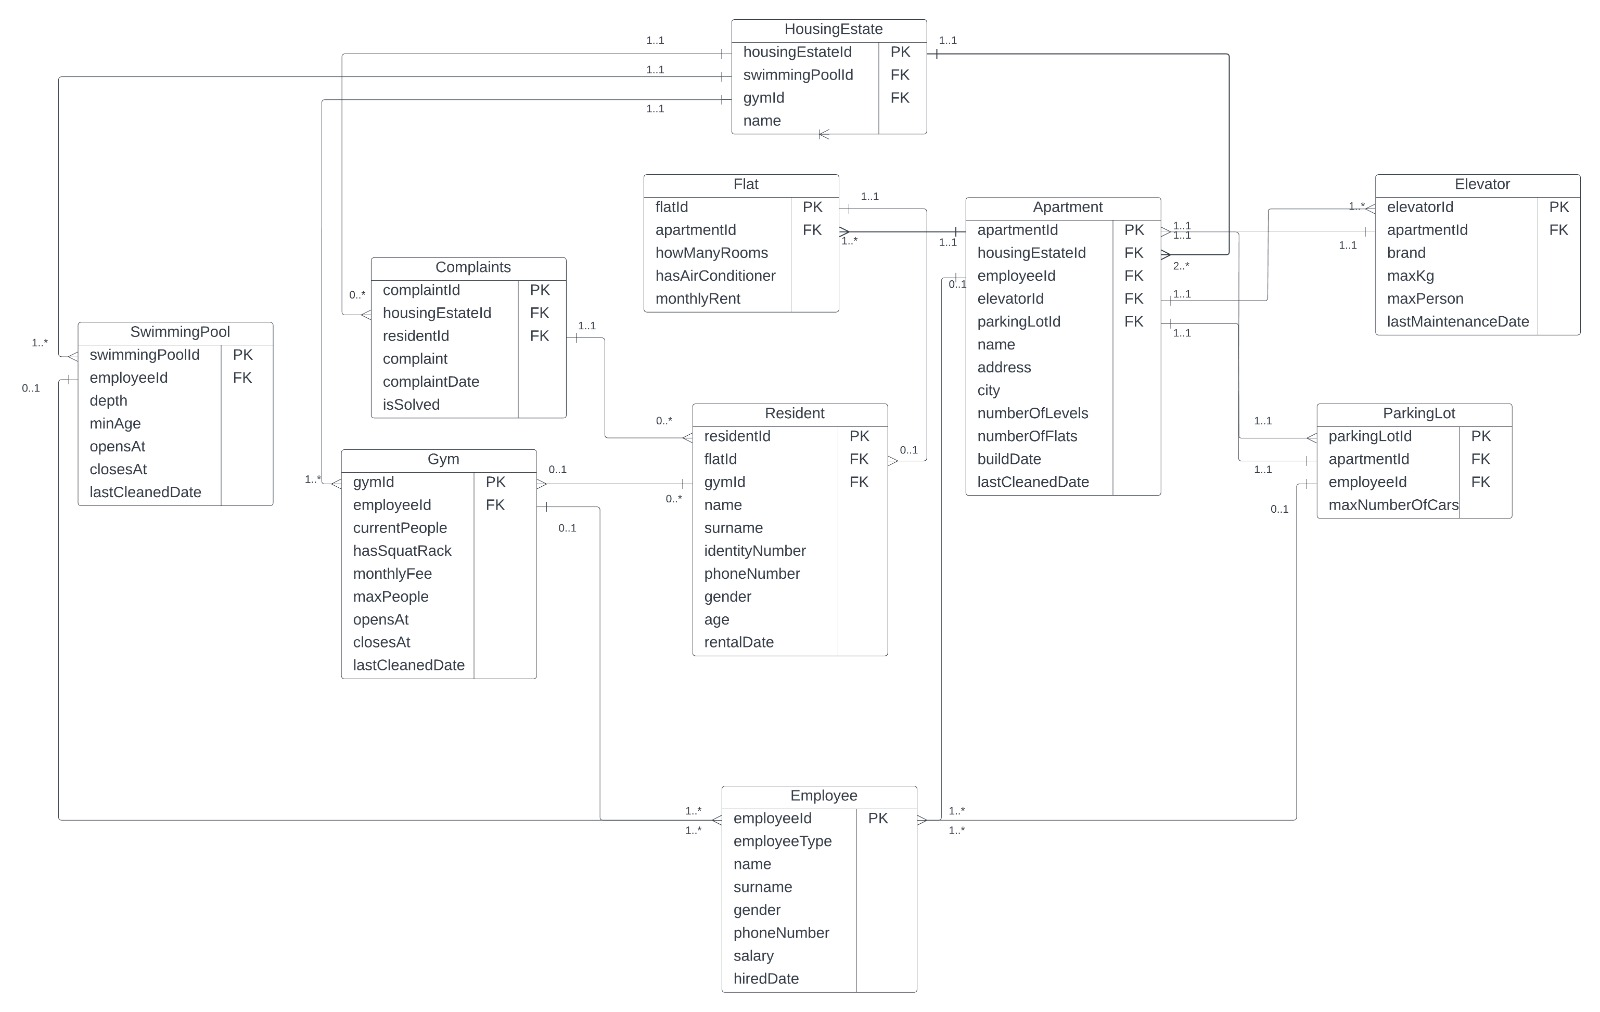 HousingEstate
housingEstateId PK
swimmingPoolId FK
gymId FK
name
1..1
1..1
1..1
1..1
Flat
flatId PK
apartmentId FK
howManyRooms
hasAirConditioner
monthlyRent
1..1
1..*
1..1
Apartment
apartmentId PK
housingEstateId FK
employeeId FK
elevatorId FK
parkingLotId FK
name
address
city
numberOfLevels
numberOfFlats
buildDate
lastCleanedDate
0..1
1..1
1..1
2..*
1..1
1..1
Elevator
elevatorId PK
apartmentId FK
brand
maxKg
maxPerson
lastMaintenanceDate
1..*
1..1
Complaints
complaintId PK
housingEstateId FK
residentId FK
complaint
complaintDate
isSolved
0..*
1..1
SwimmingPool
swimmingPoolId PK
employeeId FK
depth
minAge
opensAt
closesAt
lastCleanedDate
1..*
0..1
Resident
residentId PK
flatId FK
gymId FK
name
surname
identityNumber
phoneNumber
gender
age
rentalDate
0..*
0..1
0..*
ParkingLot
parkingLotId PK
apartmentId FK
employeeId FK
maxNumberOfCars
1..1
1..1
0..1
Gym
gymId PK
employeeId FK
currentPeople
hasSquatRack
monthlyFee
maxPeople
opensAt
closesAt
lastCleanedDate
1..*
0..1
0..1
Employee
employeeId PK
employeeType
name
surname
gender
phoneNumber
salary
hiredDate
1..*
1..*
1..*
1..*